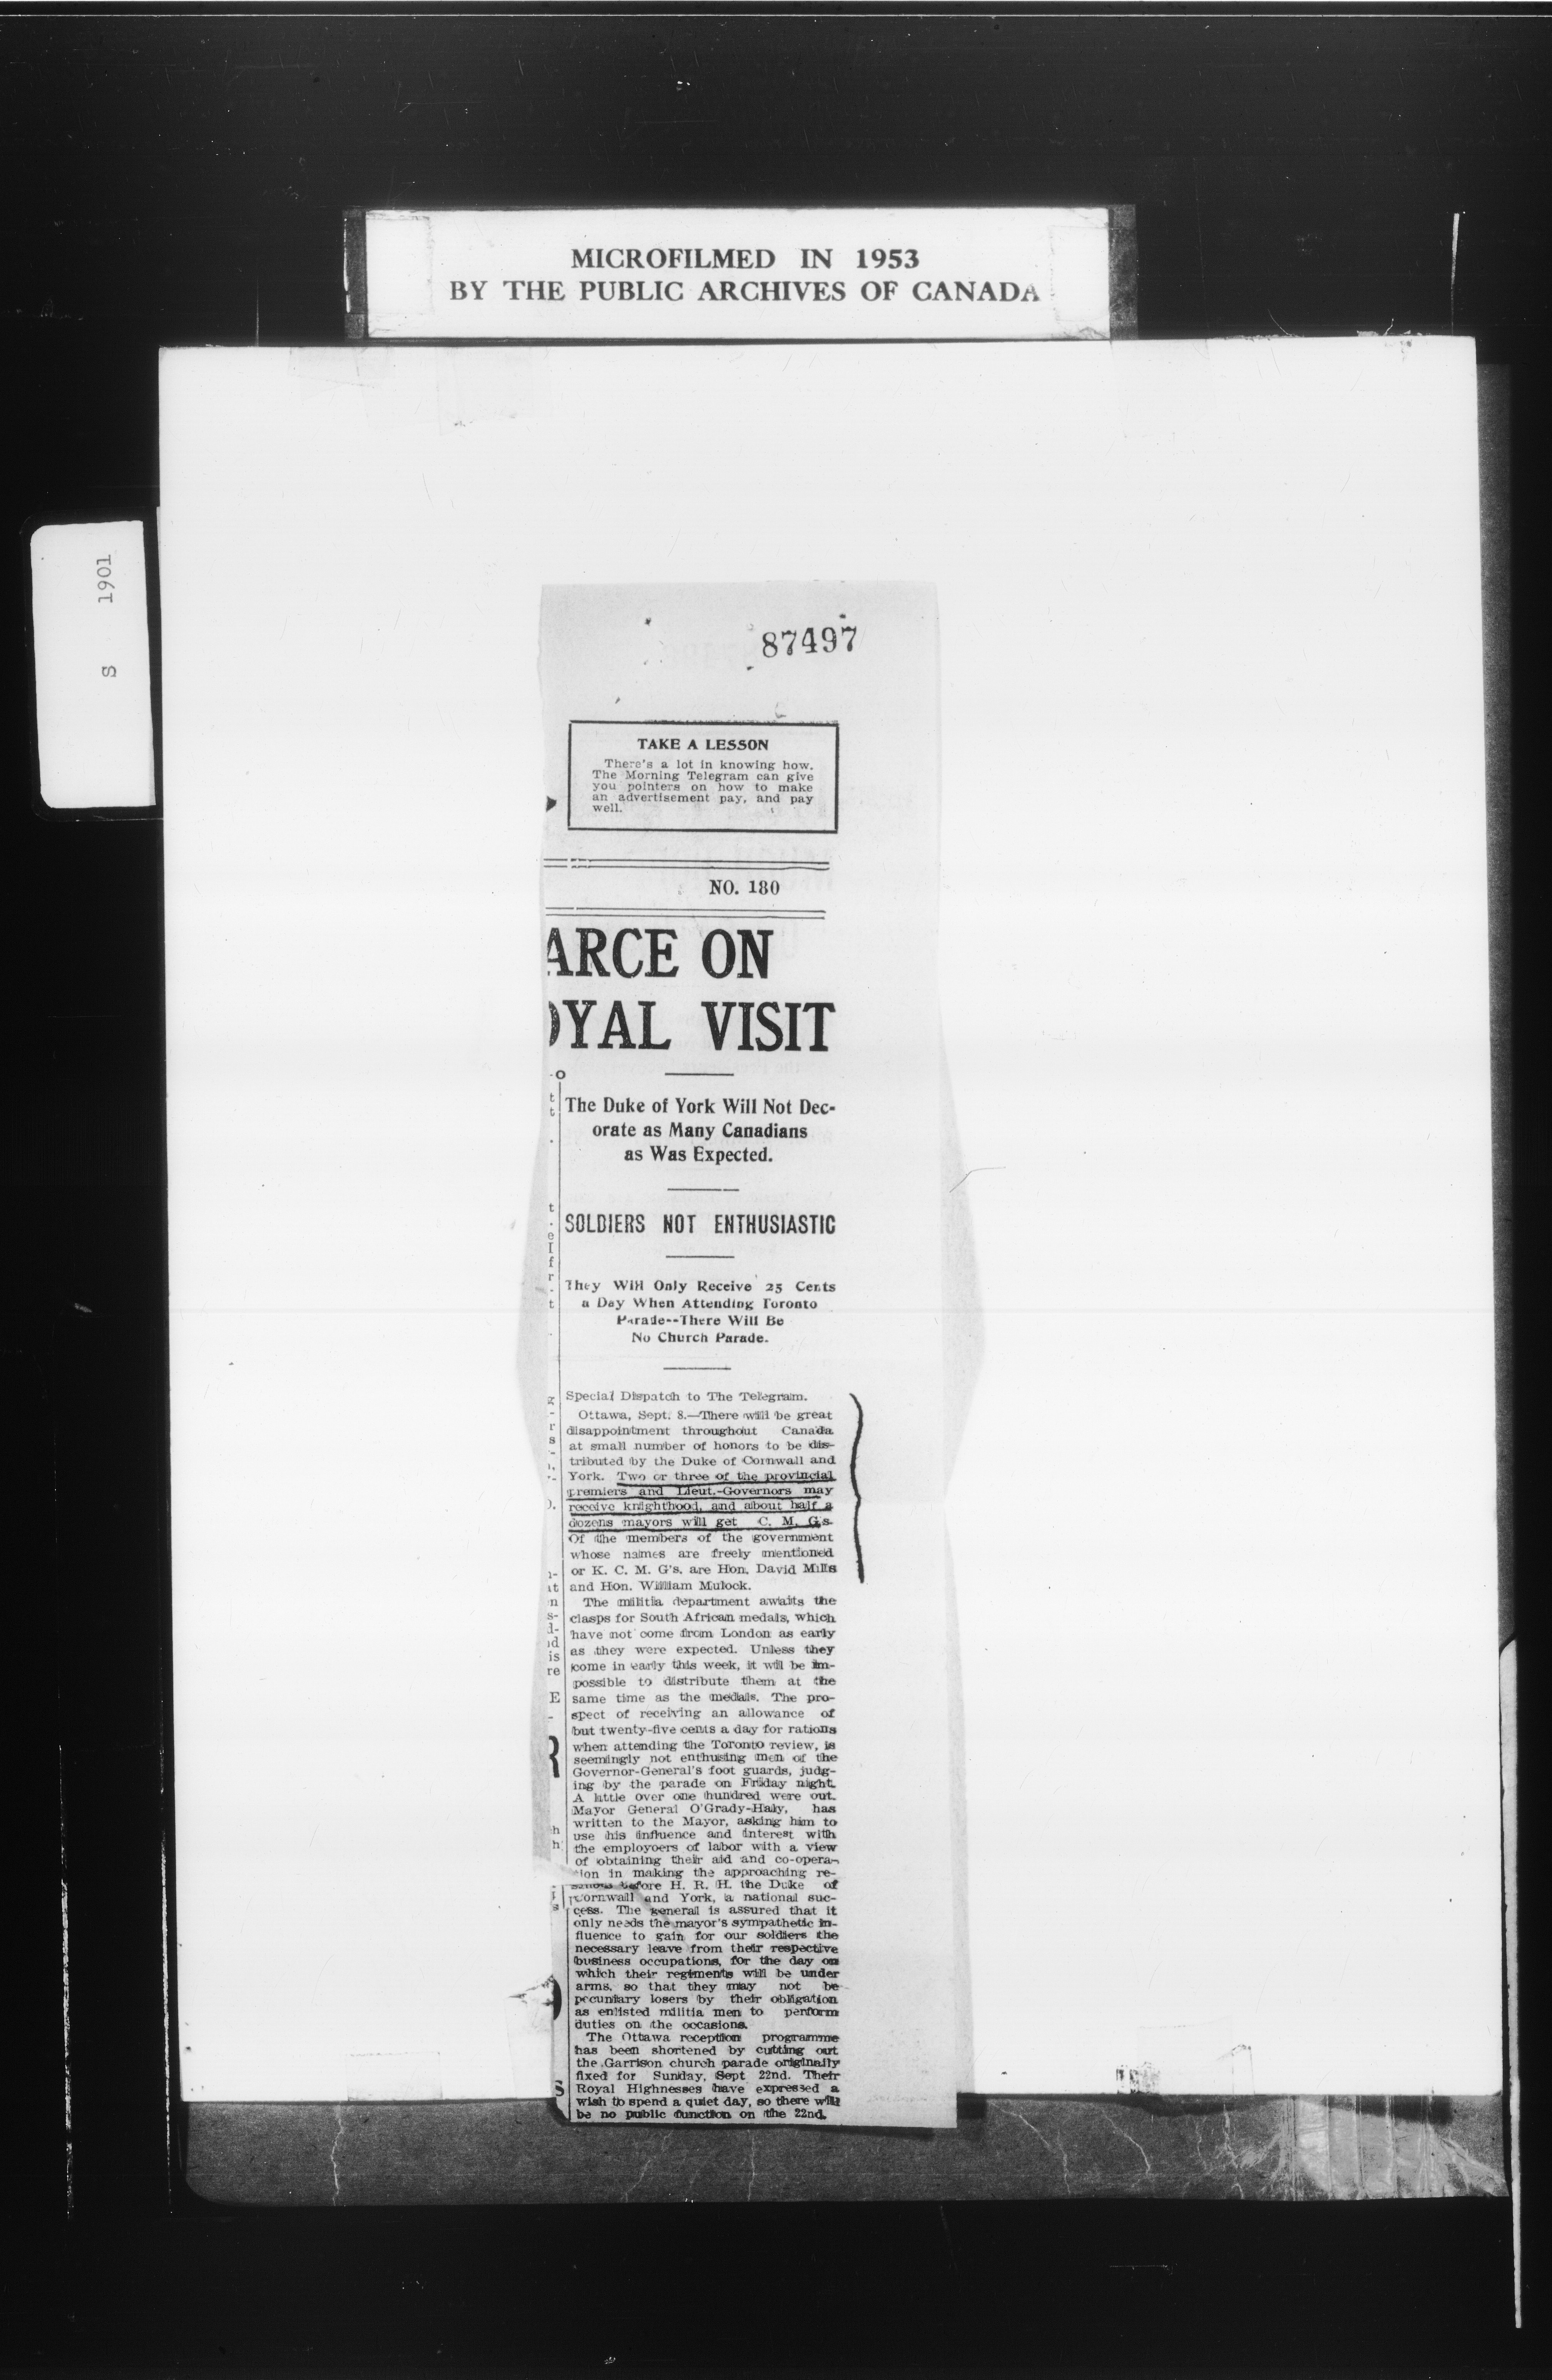 MICROFILMED IN 1953
BY THE PUBLIC ARCHIVES OF CANADA
S 1901
87497
TAKE A LESSON
There's a lot in knowing how.
The Morning Telegram can give
you pointers on how to make
an advertisement pay, and pay
well.
NO. 180
ARCE ON
OYAL VISIT
The Duke of York Will Not Dec-
orate as Many Canadians
as Was Expected.
SOLDIERS NOT ENTHUSIASTIC
They Will Only Receive 25 Cents
a Day When Attending Toronto
Parade--There Will Be
No Church Parade.
Special Dispatch to The Telegram.
Ottawa, Sept. 8.—There will be great
disappointment throughout Canada
at small number of honors to be dis-
tributed by the Duke of Cornwall and
York. Two or three of the provincial
premiers and Lieut.-Governors may
receive knighthood, and about half a
dozens mayors will get C. M. G.s.
Of the members of the government
whose names are freely mentioned
or K. C. M. G's. are Hon. David Mills
and Hon. William Mulock.
The militia department awaits the
clasps for South African medals, which
have not come from London as early
as they were expected. Unless they
come in early this week, it will be im-
possible to distribute them at the
same time as the medals. The pro-
spect of receiving an allowance of
but twenty-five cents a day for rations
when attending the Toronto review, is
seemingly not enthusing men of the
Governor-General's foot guards, judg-
ing by the parade on Friday night.
A little over one hundred were out.
Mayor General O'Grady-Haly, has
written to the Mayor, asking him to
use his influence and interest with
the employoers of labor with a view
of obtaining their aid and co-opera-
tion in making the approaching re-
before H. R. H. the Duke of
Cornwall and York, a national suc-
cess. The general is assured that it
only needs the mayor's sympathetic in-
fluence to gain for our soldiers the
necessary leave from their respective
business occupations, for the day on
which their regiments will be under
arms, so that they may not be
pecuniary losers by their obligation
as enlisted militia men to perform
duties on the occasions.
The Ottawa reception programme
has been shortened by cutting out
the Garrison church parade originally
fixed for Sunday, Sept 22nd. Their
Royal Highnesses have expressed a
wish to spend a quiet day, so there will
be no public function on the 22nd.